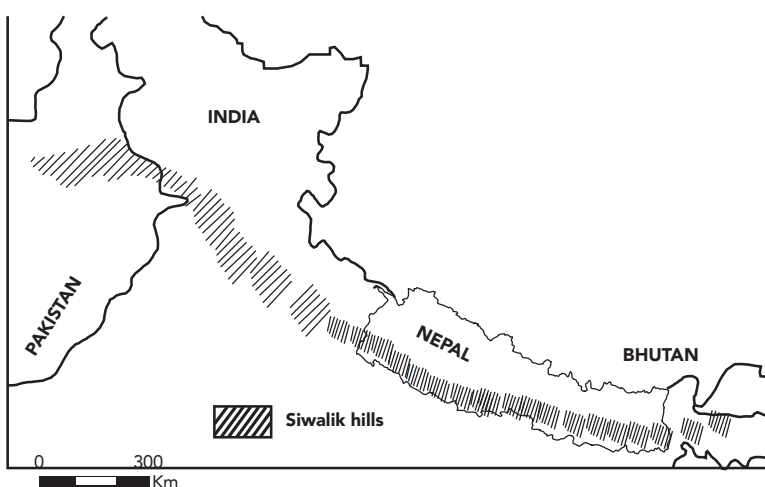 INDIA
PAKISTAN
NEPAL
BHUTAN
Siwalik hills
0 300
Km